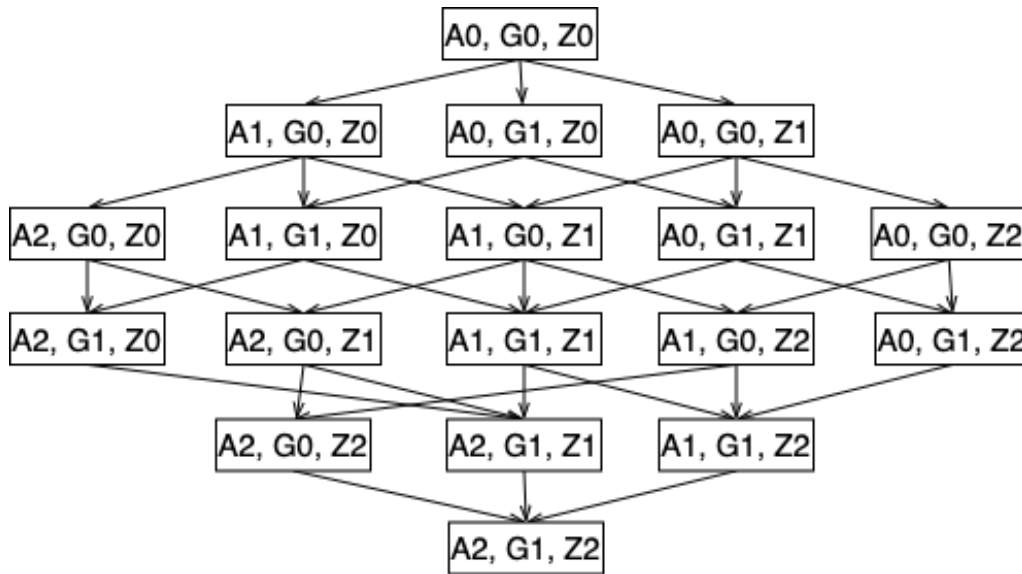 A0, G0, Z0
A1, G0, Z0
A0, G1, Z0
A0, G0, Z1
A2, G0, Z0
A1, G1, Z0
A1, G0, Z1
A0, G1, Z1
A0, G0, Z2
A2, G1, Z0
A2, G0, Z1
A1, G1, Z1
A1, G0, Z2
A0, G1, Z2
A2, G0, Z2
A2, G1, Z1
A1, G1, Z2
A2, G1, Z2